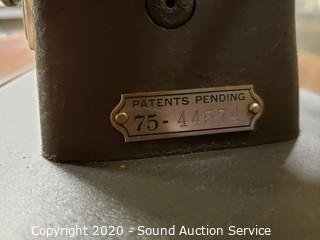 PATENTS PENDING
75-44574
Copyright 2020 - Sound Auction Service